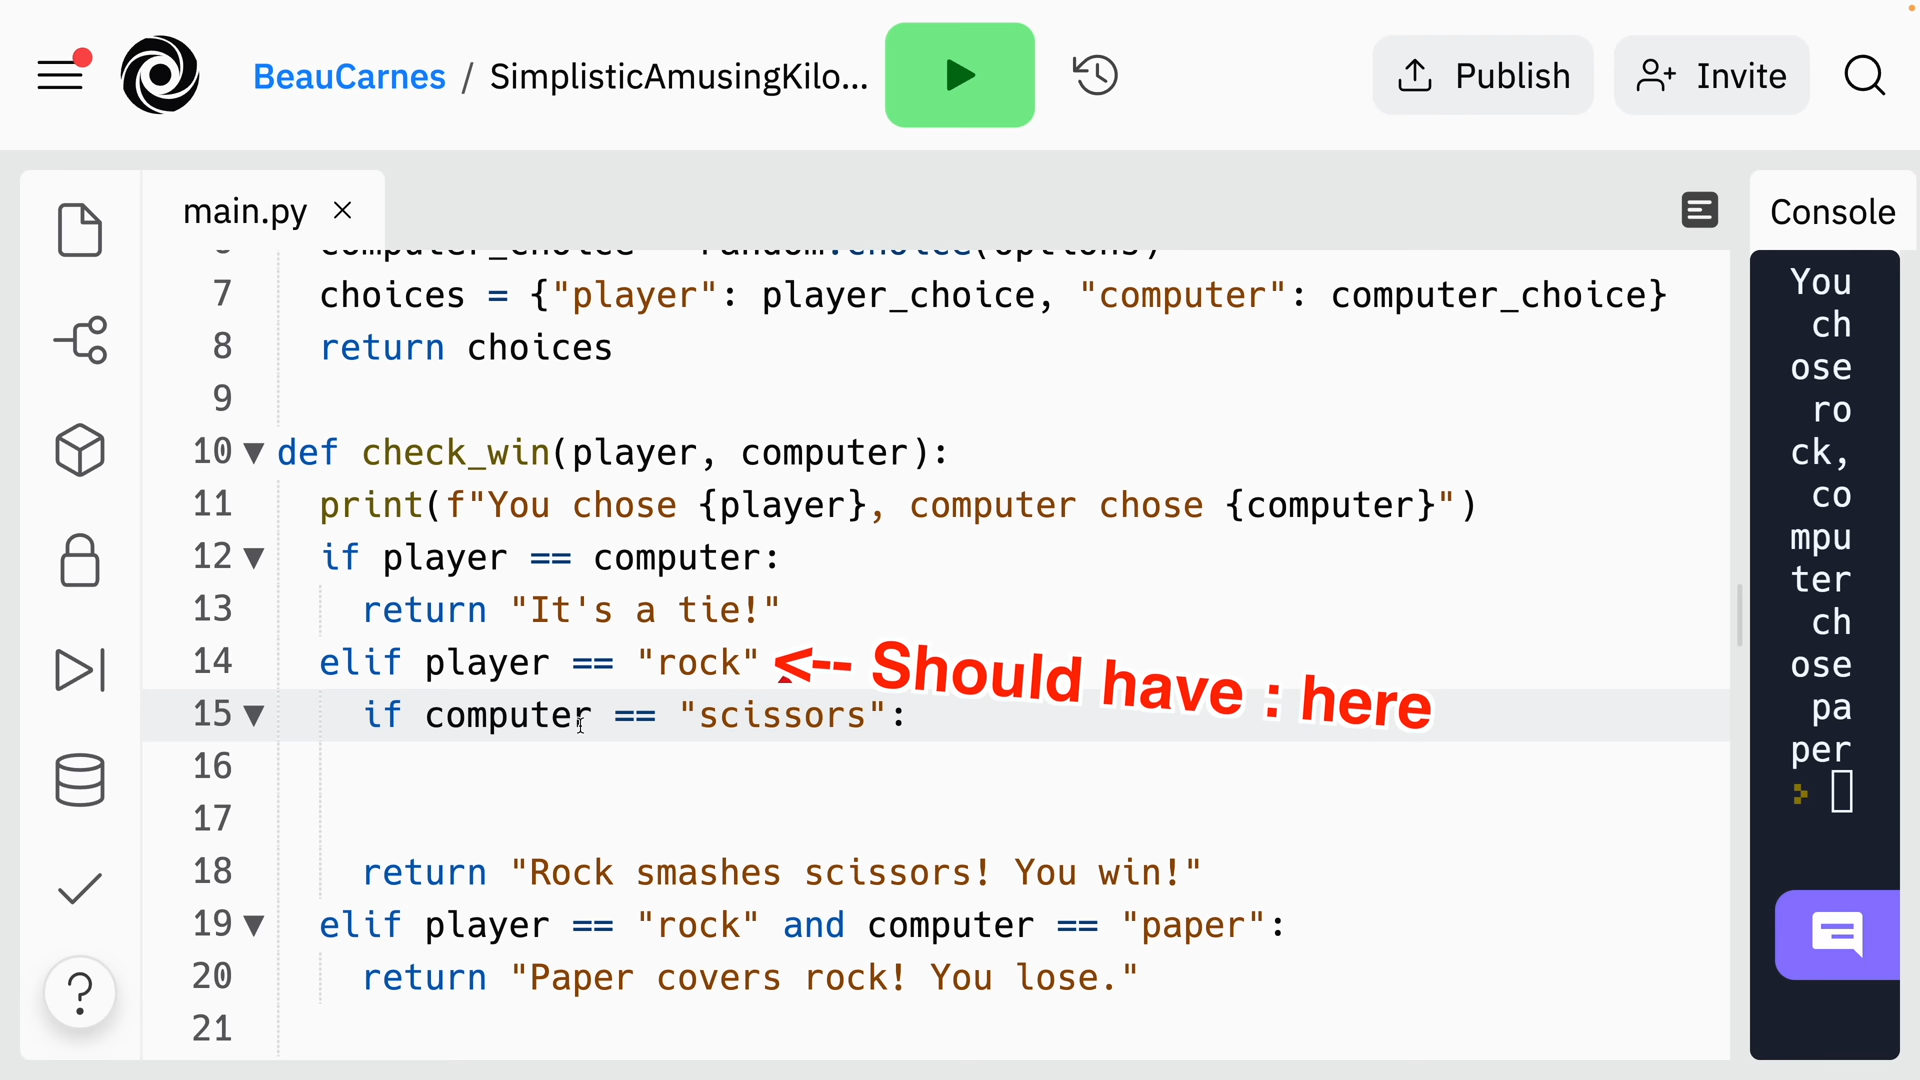 BeauCarnes / SimplisticAmusingKilo...
Publish
Invite
main.py
Console
computer_choice = random.choice(options)
7 choices = {"player": player_choice, "computer": computer_choice}
8 return choices
9
10 def check_win(player, computer):
11 print(f"You chose {player}, computer chose {computer}")
12 if player == computer:
13 return "It's a tie!"
14 elif player == "rock" <-- Should have : here
15 if computer == "scissors":
16
17
18 return "Rock smashes scissors! You win!"
19 elif player == "rock" and computer == "paper":
20 return "Paper covers rock! You lose."
21
You
ch
ose
ro
ck,
co
mpu
ter
ch
ose
pa
per
?